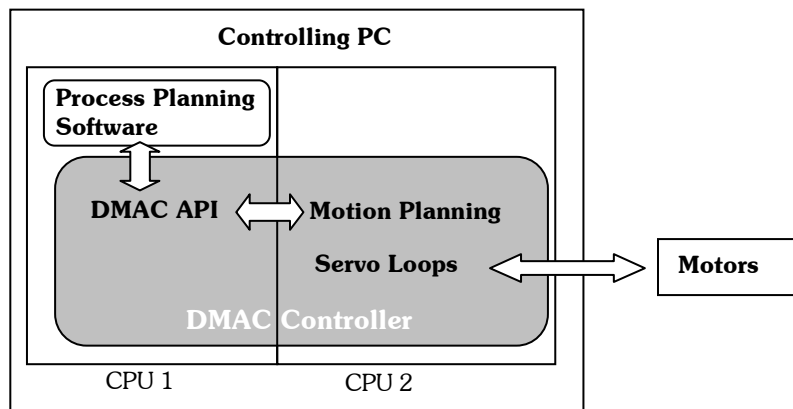 Controlling PC
Process Planning
Software
DMAC API
Motion Planning
Servo Loops
Motors
DMAC Controller
CPU 1
CPU 2